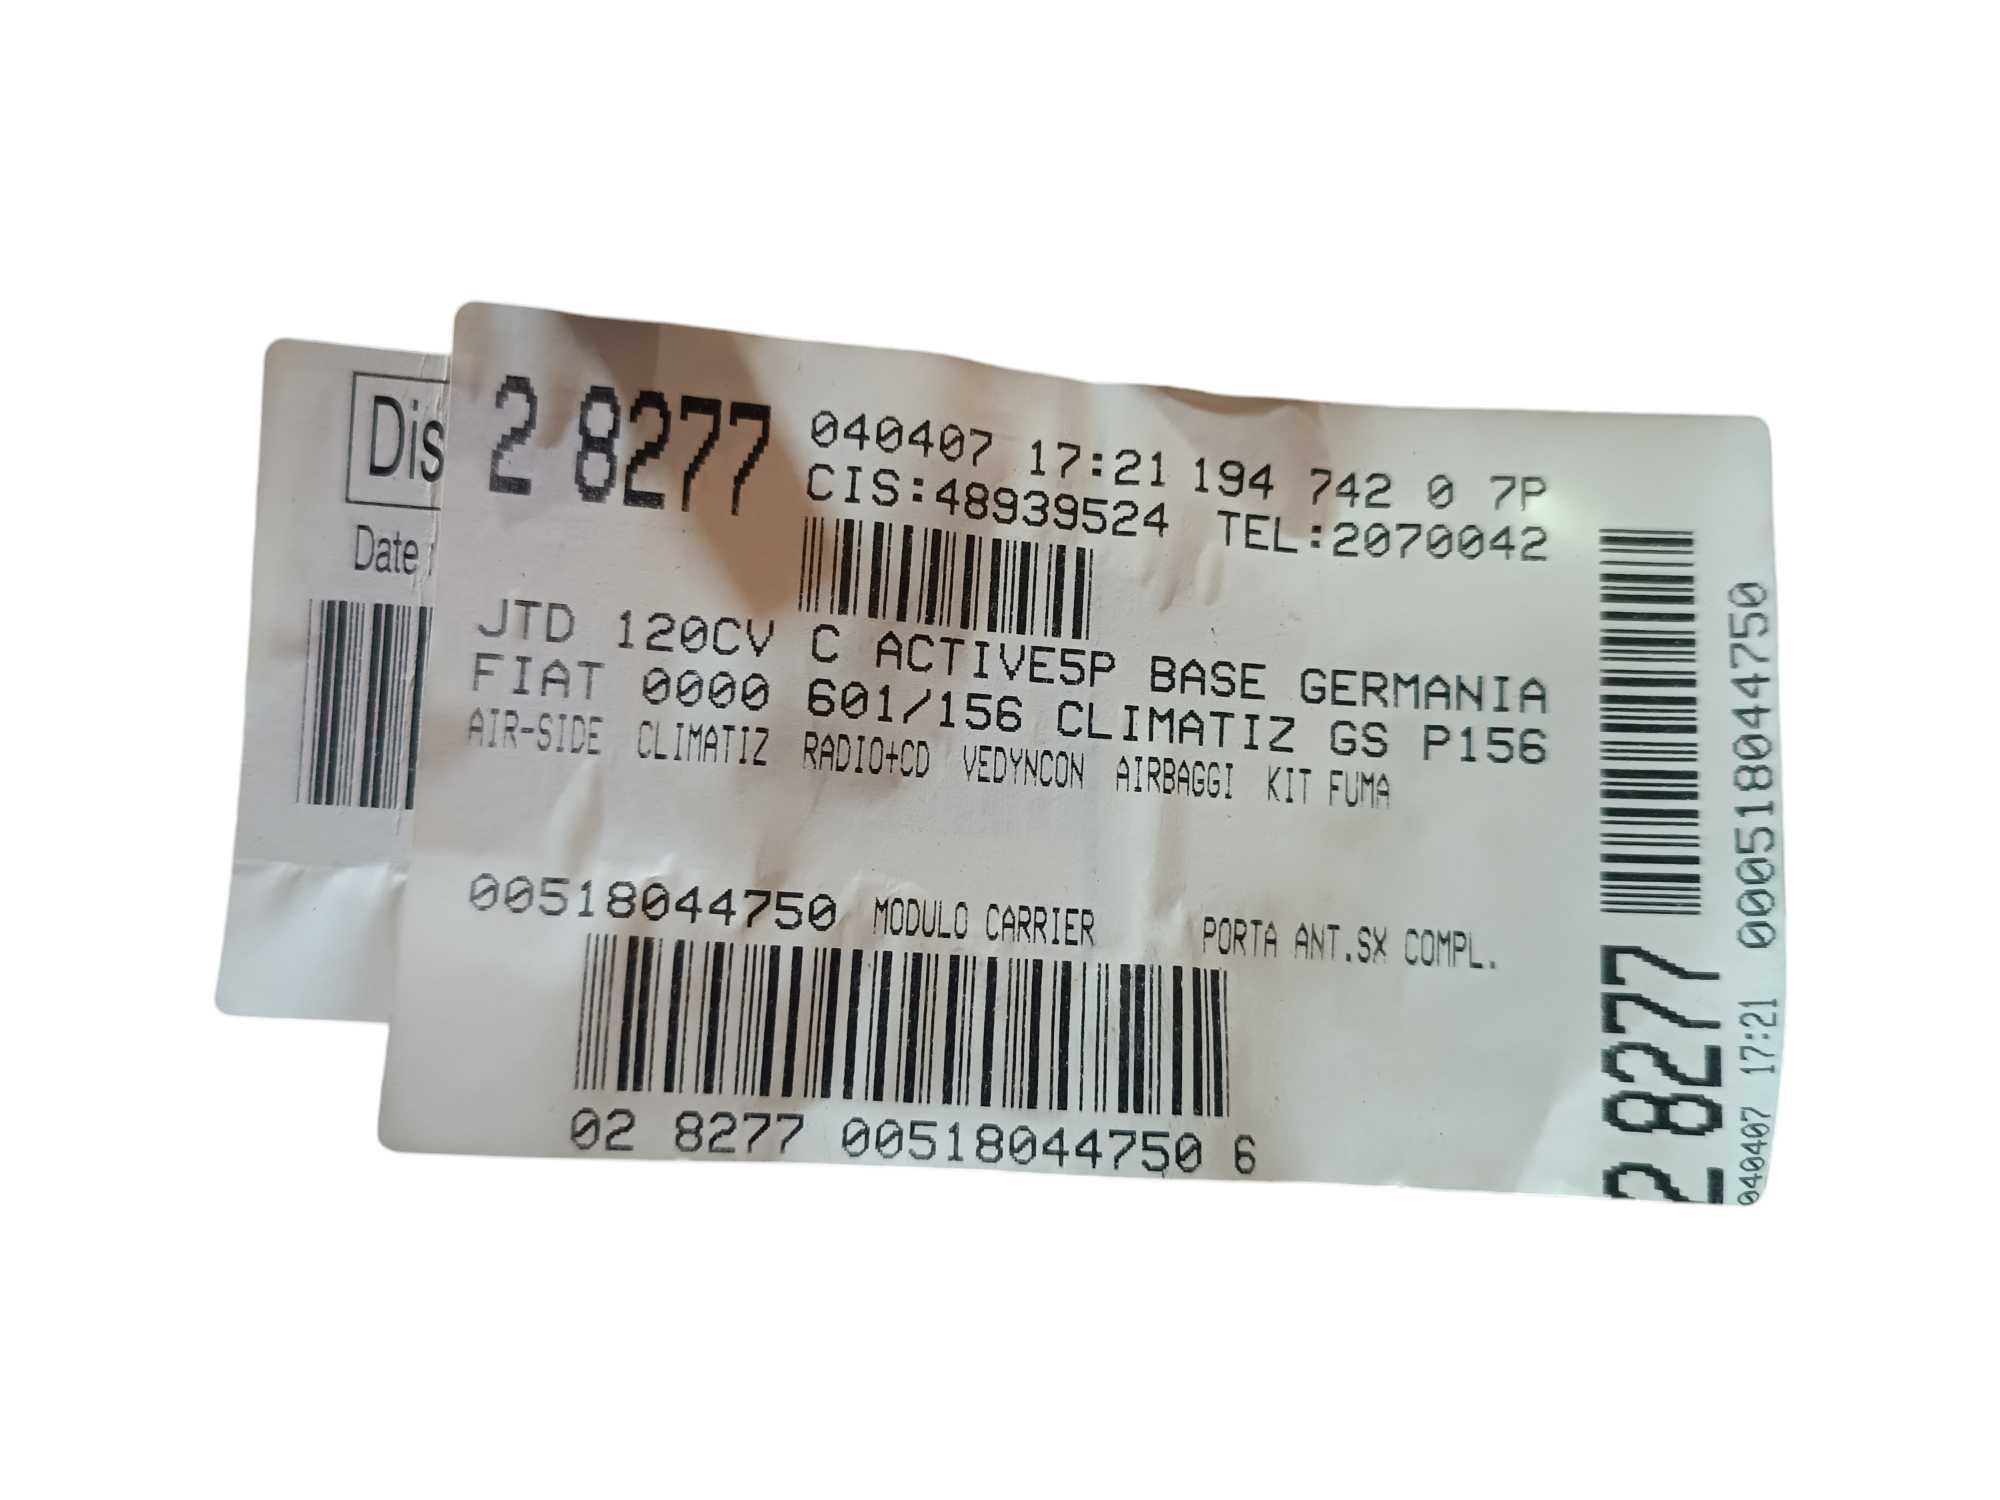 Dis
Date
2 8277
040407 17:21 194 742 0 7P
CIS:48939524 TEL:2070042
JTD 120CV C ACTIVE5P BASE GERMANIA
FIAT 0000 601/156 CLIMATIZ GS P156
AIR-SIDE CLIMATIZ RADIO+CD VEDYNCON AIRBAGGI KIT FUMA
00518044750 MODULO CARRIER PORTA ANT.SX COMPL.
02 8277 00518044750 6
2 8277 00051804475​0
040407 17:21